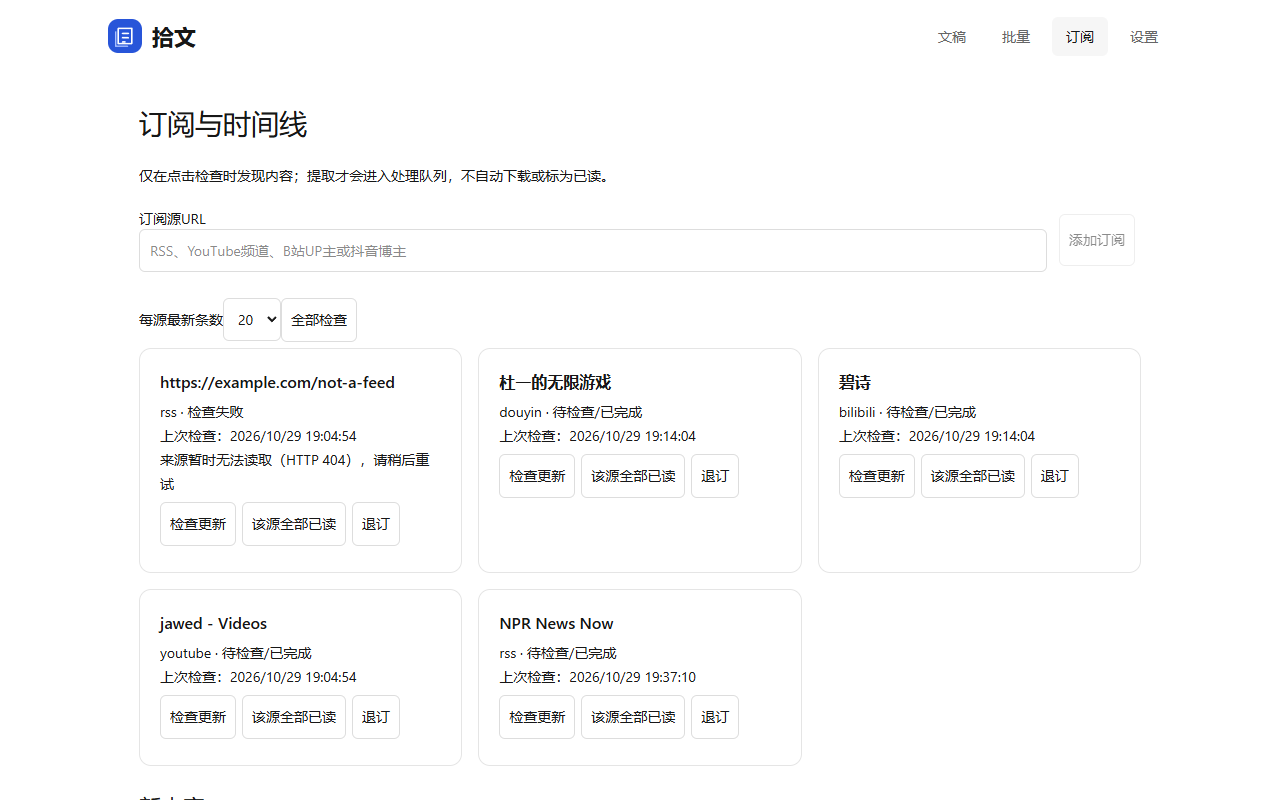 拾文
文稿 批量 订阅 设置
订阅与时间线
仅在点击检查时发现内容；提取才会进入处理队列，不自动下载或标为已读。
订阅源URL
RSS、YouTube频道、B站UP主或抖音博主
添加订阅
每源最新条数 20 全部检查
https://example.com/not-a-feed
rss · 检查失败
上次检查：2026/10/29 19:04:54
来源暂时无法读取（HTTP 404），请稍后重
试
检查更新 该源全部已读 退订
杜一的无限游戏
douyin · 待检查/已完成
上次检查：2026/10/29 19:14:04
检查更新 该源全部已读 退订
碧诗
bilibili · 待检查/已完成
上次检查：2026/10/29 19:14:04
检查更新 该源全部已读 退订
jawed - Videos
youtube · 待检查/已完成
上次检查：2026/10/29 19:04:54
检查更新 该源全部已读 退订
NPR News Now
rss · 待检查/已完成
上次检查：2026/10/29 19:37:10
检查更新 该源全部已读 退订